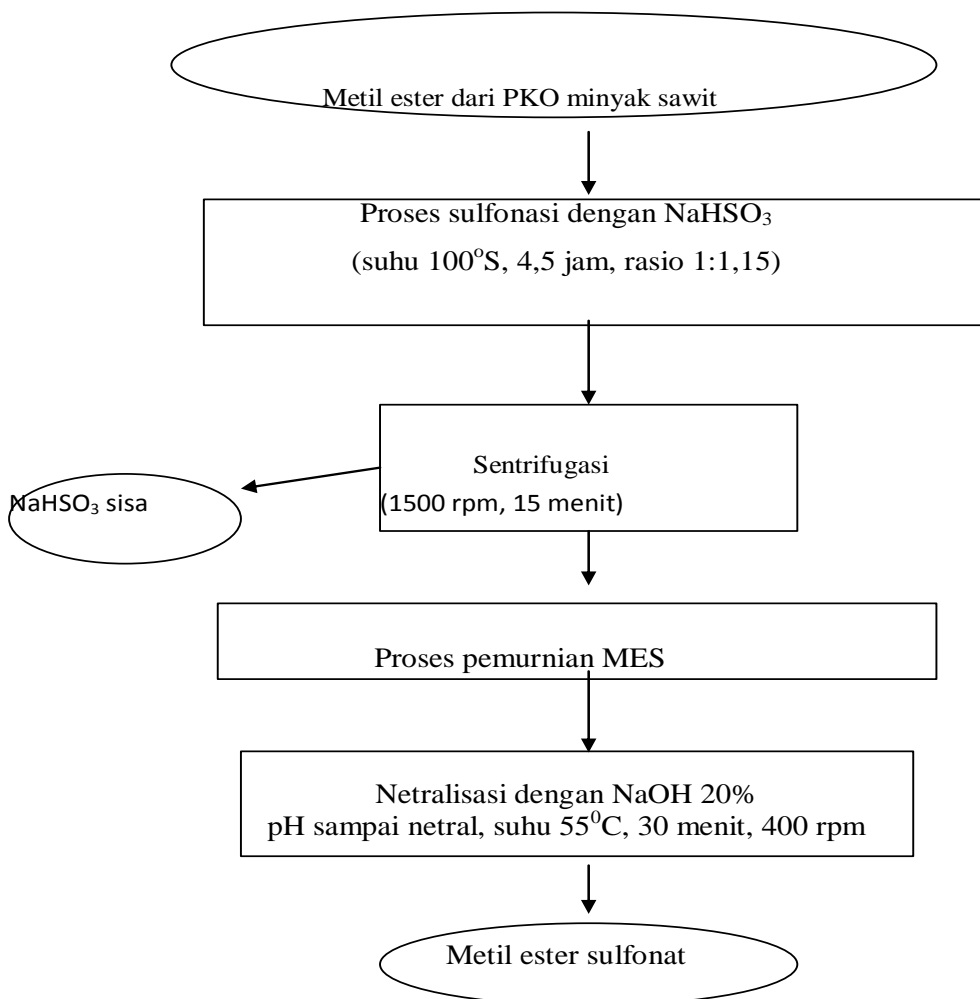 Metil ester dari PKO minyak sawit
Proses sulfonasi dengan NaHSO₃
(suhu 100°S, 4,5 jam, rasio 1:1,15)
Sentrifugasi
(1500 rpm, 15 menit)
NaHSO₃ sisa
Proses pemurnian MES
Netralisasi dengan NaOH 20%
pH sampai netral, suhu 55⁰C, 30 menit, 400 rpm
Metil ester sulfonat